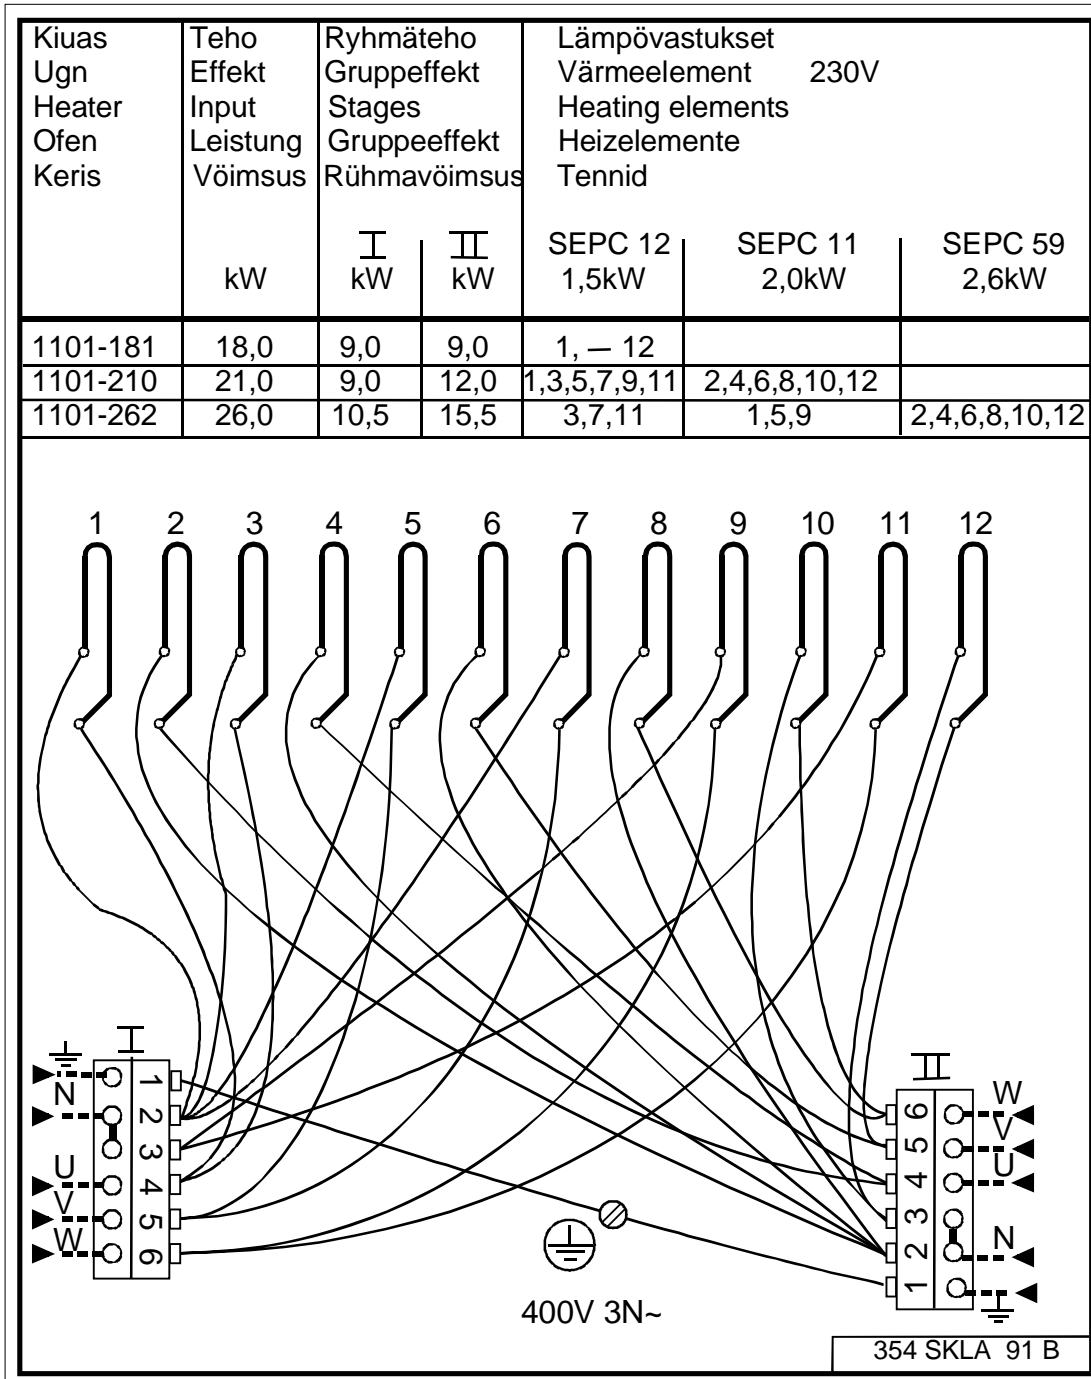 Kiuas Teho Ryhmäteho Lämpövastukset
Ugn Effekt Gruppeffekt Värmeelement 230V
Heater Input Stages Heating elements
Ofen Leistung Gruppeeffekt Heizelemente
Keris Vöimsus Rühmavöimsus Tennid
I II SEPC 12 SEPC 11 SEPC 59
kW kW kW 1,5kW 2,0kW 2,6kW
1101-181 18,0 9,0 9,0 1, — 12
1101-210 21,0 9,0 12,0 1,3,5,7,9,11 2,4,6,8,10,12
1101-262 26,0 10,5 15,5 3,7,11 1,5,9 2,4,6,8,10,12
1 2 3 4 5 6 7 8 9 10 11 12
I
N
U
V
W
1
2
3
4
5
6
II
6
5
4
3
2
1
W
V
U
N
400V 3N~
354 SKLA 91 B